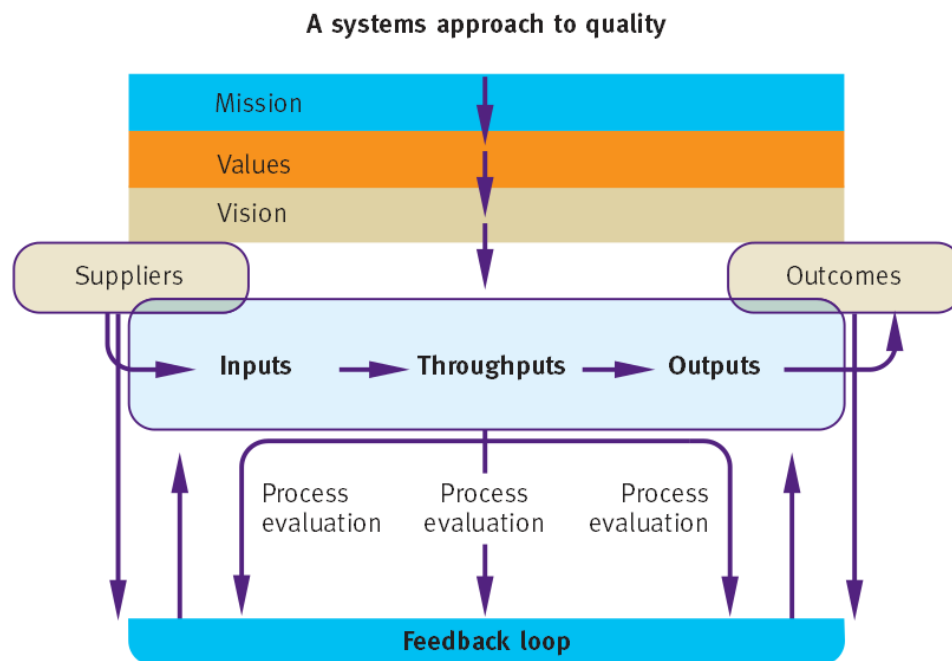 A systems approach to quality
Mission
Values
Vision
Suppliers
Outcomes
Inputs
Throughputs
Outputs
Process
evaluation
Process
evaluation
Process
evaluation
Feedback loop